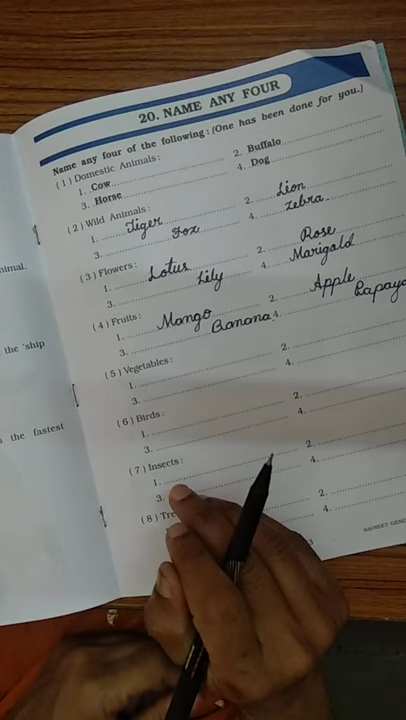 20. NAME ANY FOUR
Name any four of the following : (One has been done for you.)
( 1 ) Domestic Animals :
1. Cow 2. Buffalo
3. Horse 4. Dog
( 2 ) Wild Animals :
1. Tiger 2. Lion
3. Fox 4. Zebra
( 3 ) Flowers :
1. Lotus 2. Rose
3. Lily 4. Marigold
( 4 ) Fruits :
1. Mango 2. Apple
3. Banana 4. Papaya
( 5 ) Vegetables :
1. 2.
3. 4.
( 6 ) Birds :
1. 2.
3. 4.
( 7 ) Insects :
1. 2.
3. 4.
( 8 ) Tre
2.
4.
the 'ship
the fastest
NAVNEET GENE